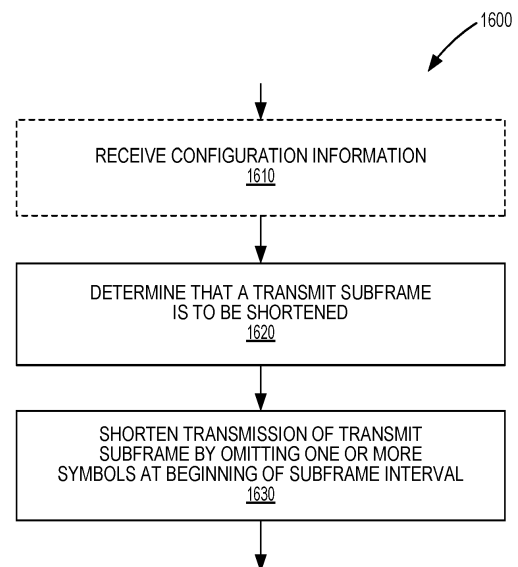 1600
RECEIVE CONFIGURATION INFORMATION
1610
DETERMINE THAT A TRANSMIT SUBFRAME
IS TO BE SHORTENED
1620
SHORTEN TRANSMISSION OF TRANSMIT
SUBFRAME BY OMITTING ONE OR MORE
SYMBOLS AT BEGINNING OF SUBFRAME INTERVAL
1630